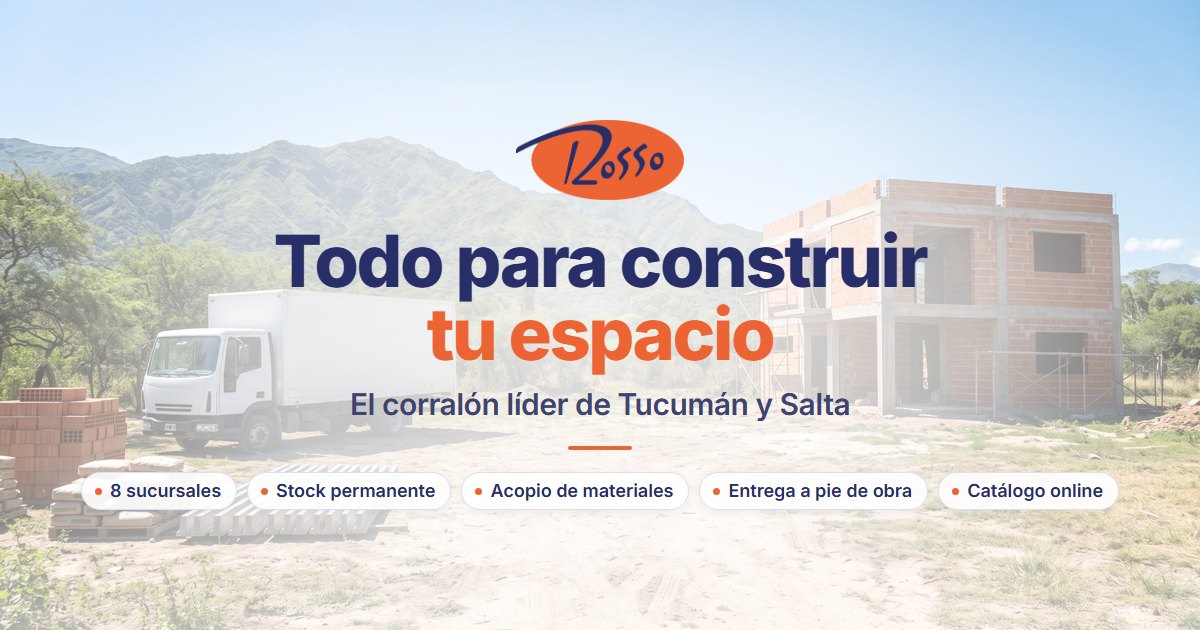 Rosso
Todo para construir
tu espacio
El corralón líder de Tucumán y Salta
8 sucursales
Stock permanente
Acopio de materiales
Entrega a pie de obra
Catálogo online